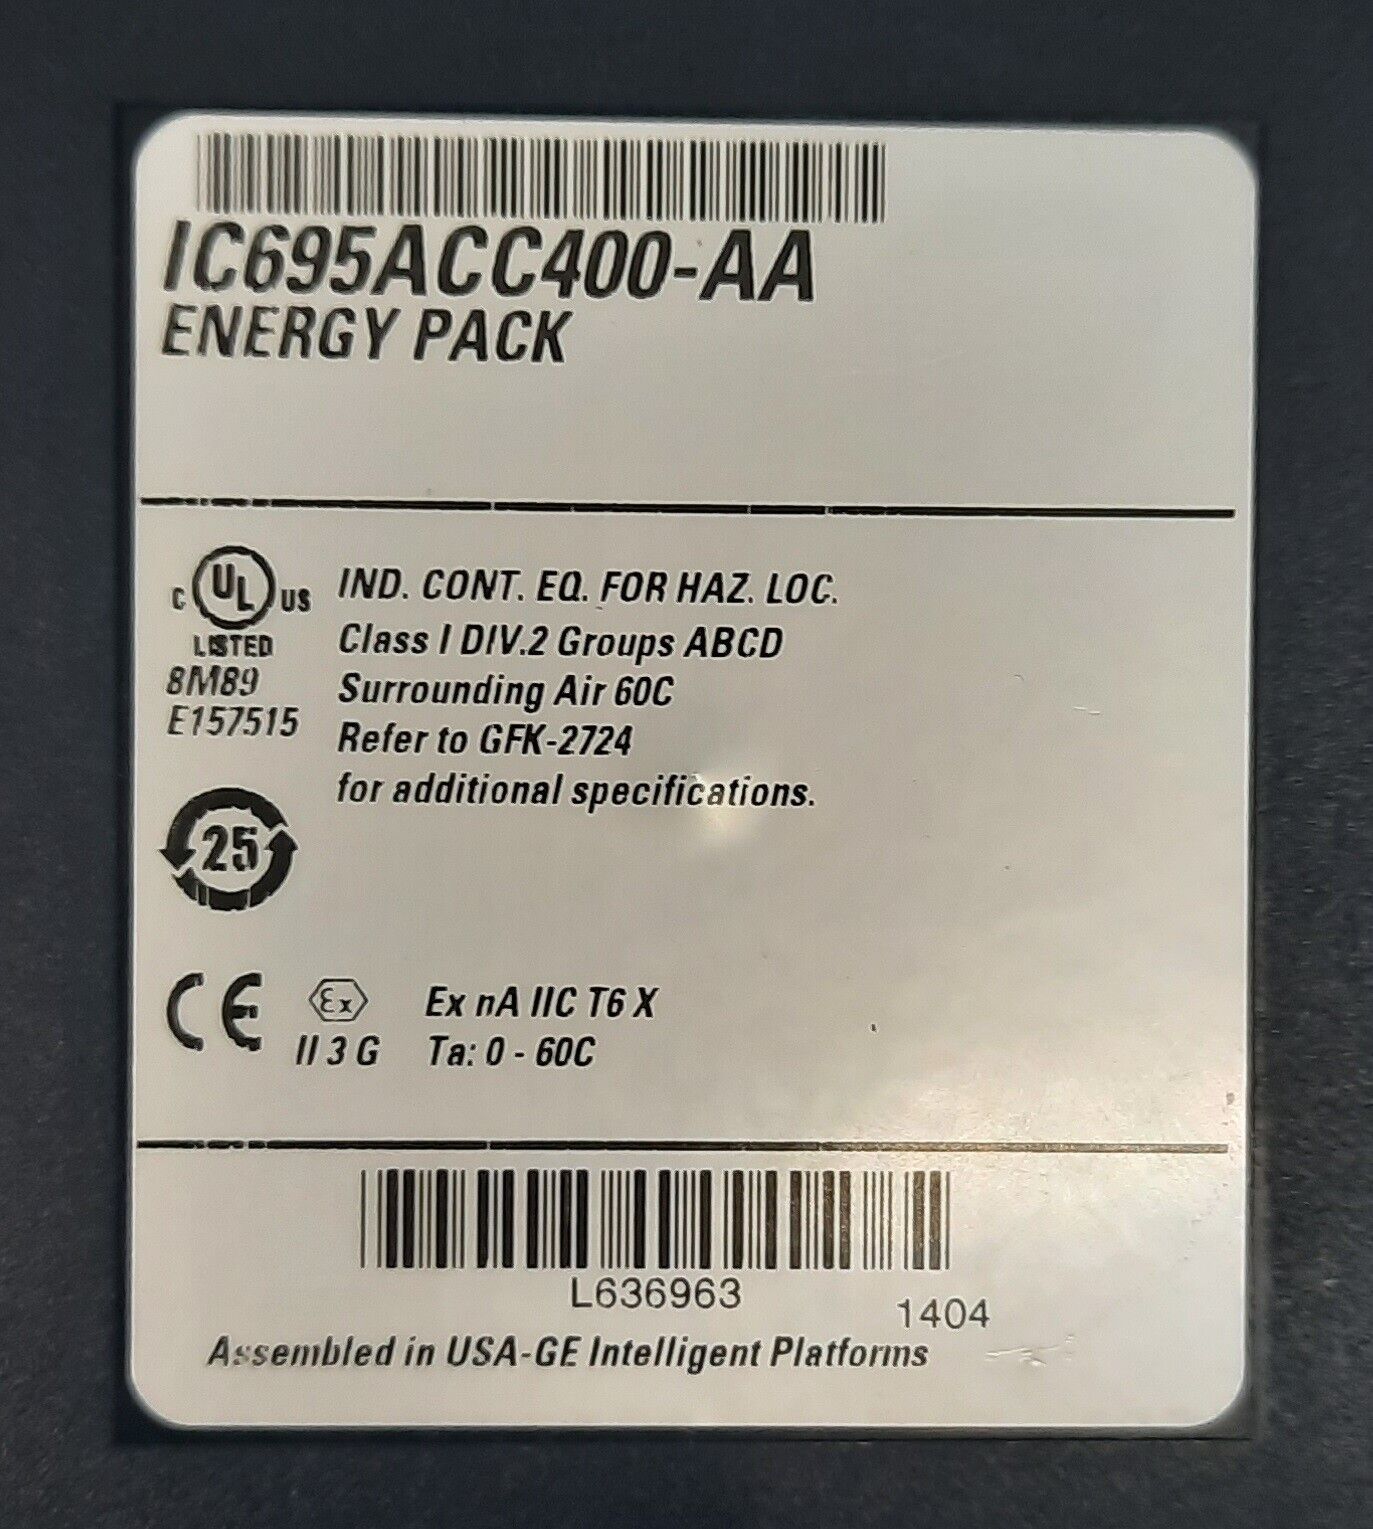 IC695ACC400-AA
ENERGY PACK
C UL US
LISTED
8M89
E157515
IND. CONT. EQ. FOR HAZ. LOC.
Class I DIV.2 Groups ABCD
Surrounding Air 60C
Refer to GFK-2724
for additional specifications.
25
CE Ex
II 3 G
Ex nA IIC T6 X
Ta: 0 - 60C
L636963
1404
Assembled in USA-GE Intelligent Platforms